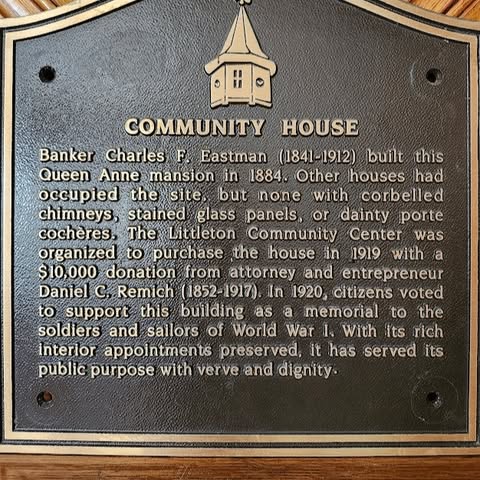 COMMUNITY HOUSE
Banker Charles F. Eastman (1841-1912) built this
Queen Anne mansion in 1884. Other houses had
occupied the site, but none with corbelled
chimneys, stained glass panels, or dainty porte
cochères. The Littleton Community Center was
organized to purchase the house in 1919 with a
$10,000 donation from attorney and entrepreneur
Daniel C. Remich (1852-1917). In 1920, citizens voted
to support this building as a memorial to the
soldiers and sailors of World War I. With its rich
interior appointments preserved, it has served its
public purpose with verve and dignity.